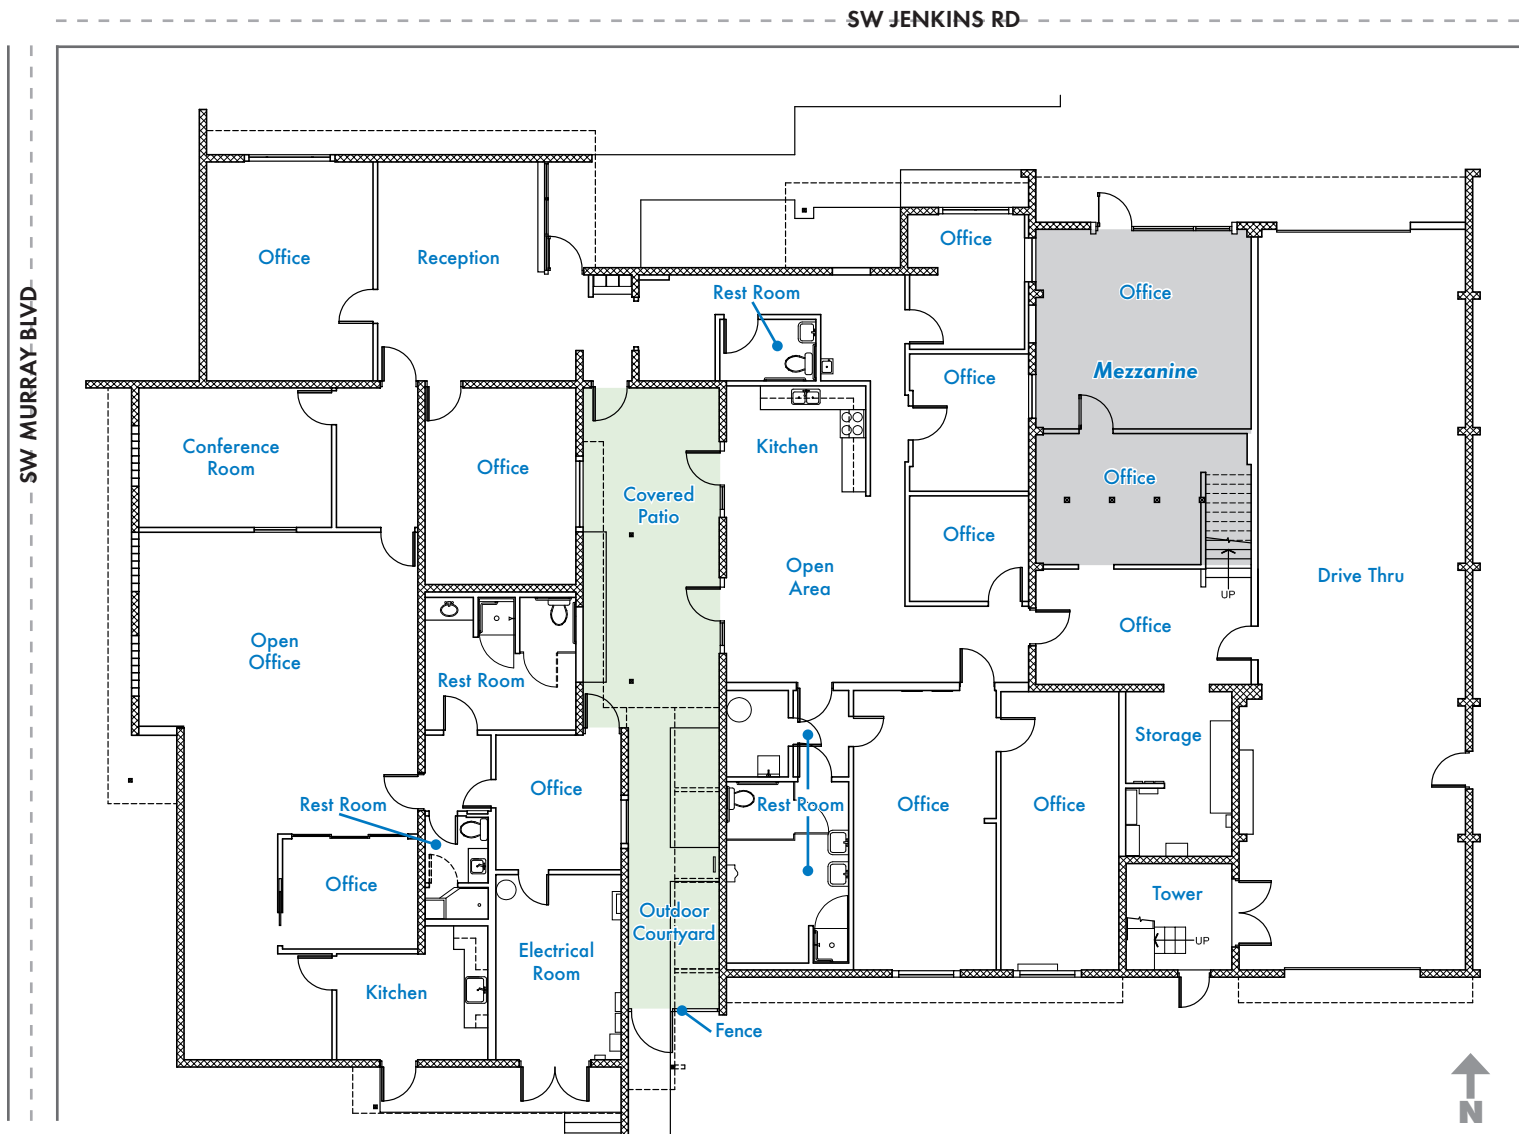 SW JENKINS RD
SW MURRAY BLVD
Office
Reception
Office
Rest Room
Office
Mezzanine
Office
Conference
Room
Kitchen
Office
Office
Covered
Patio
Office
Office
Open
Area
Drive Thru
UP
Office
Open
Office
Rest Room
Storage
Office
Rest Room
Rest Room
Office
Office
Office
Tower
Outdoor
Courtyard
UP
Electrical
Room
Kitchen
Fence
N